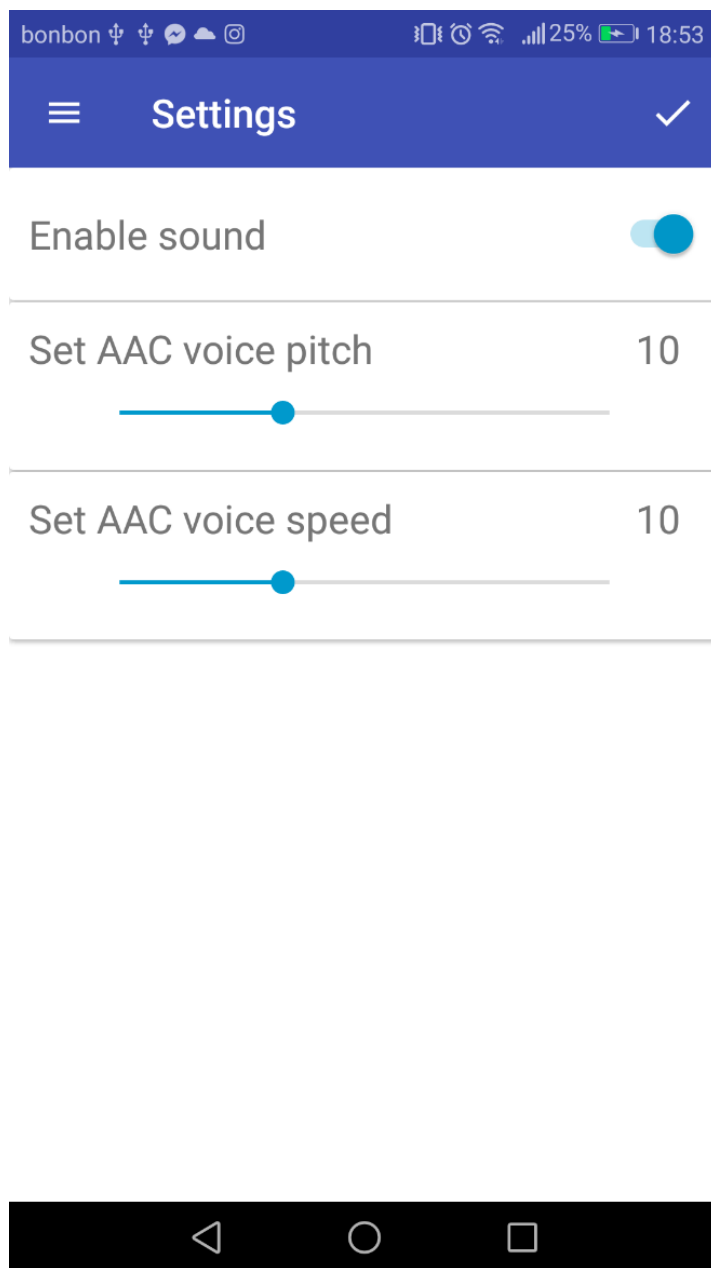 bonbon 25% 18:53
Settings
Enable sound
Set AAC voice pitch 10
Set AAC voice speed 10